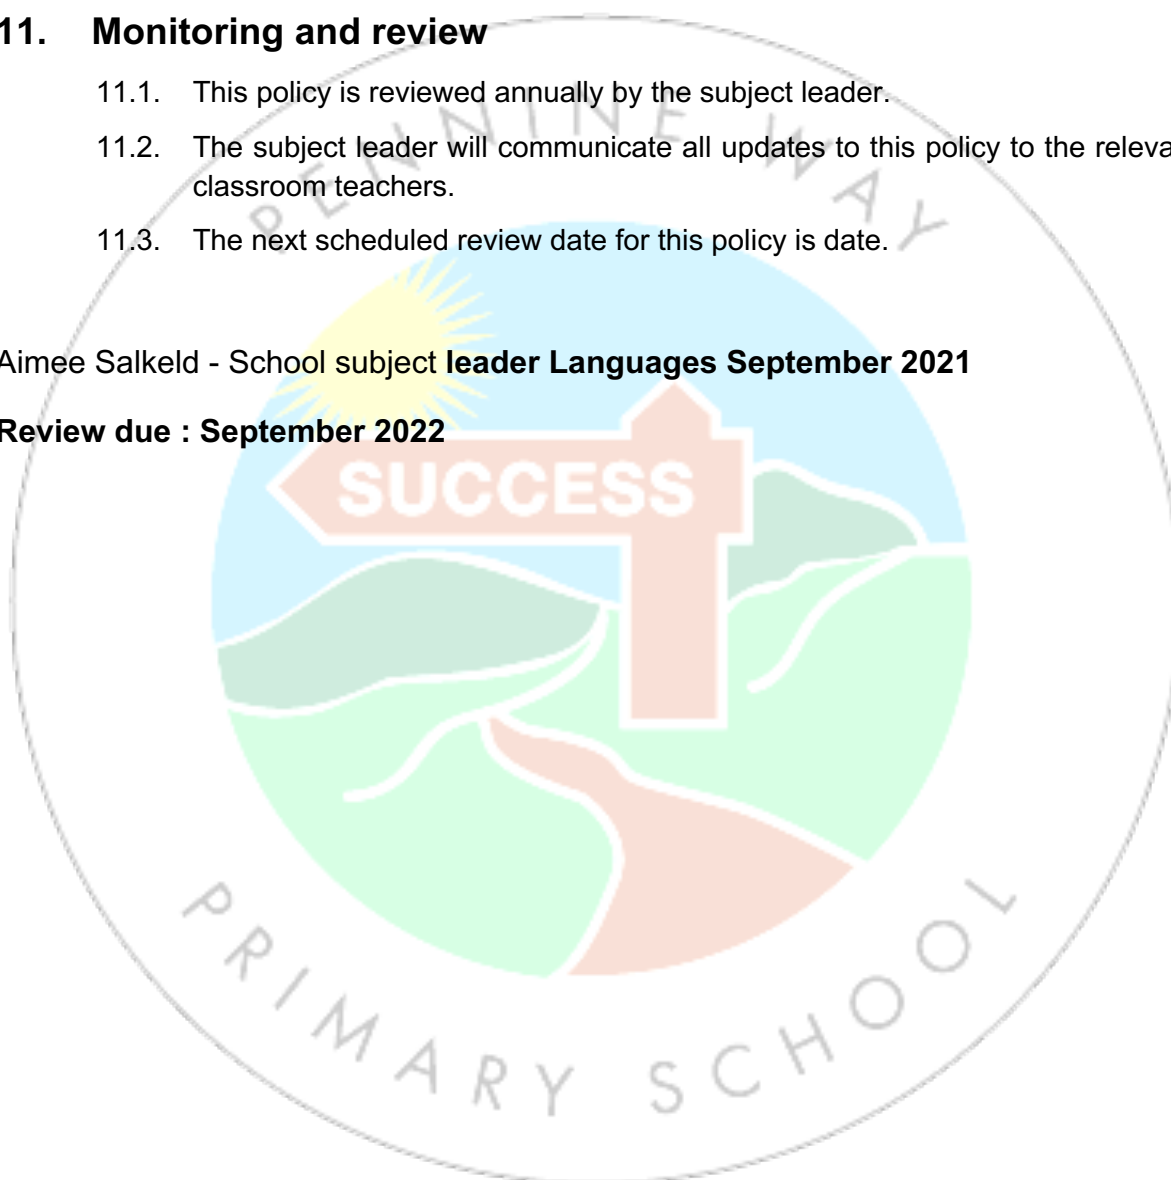 11. Monitoring and review
11.1. This policy is reviewed annually by the subject leader.
11.2. The subject leader will communicate all updates to this policy to the
classroom teachers.
11.3. The next scheduled review date for this policy is date.
Aimee Salkeld - School subject leader Languages September 2021
Review due : September 2022
PENNINE WAY
SUCCESS
PRIMARY SCHOOL